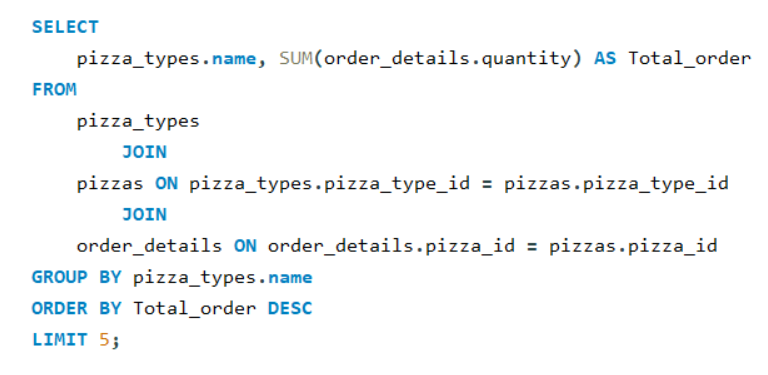 SELECT
pizza_types.name, SUM(order_details.quantity) AS Total_order
FROM
pizza_types
JOIN
pizzas ON pizza_types.pizza_type_id = pizzas.pizza_type_id
JOIN
order_details ON order_details.pizza_id = pizzas.pizza_id
GROUP BY pizza_types.name
ORDER BY Total_order DESC
LIMIT 5;